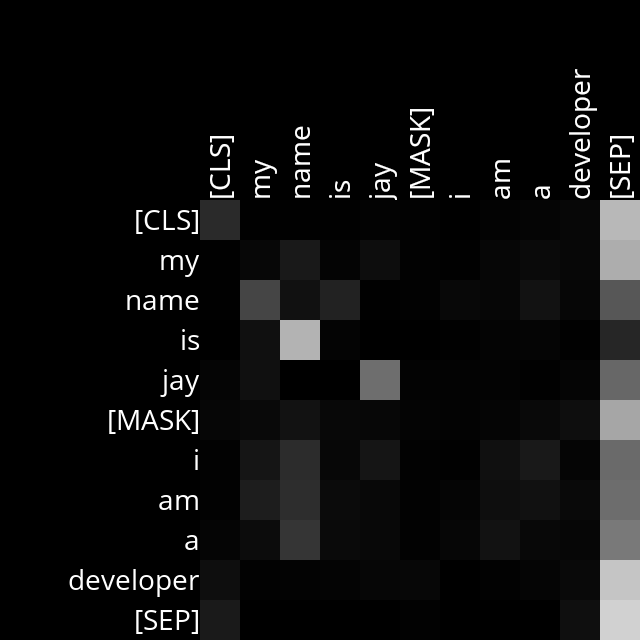 [CLS] my name is jay [MASK] i am a developer [SEP]
[CLS]
my
name
is
jay
[MASK]
i
am
a
developer
[SEP]